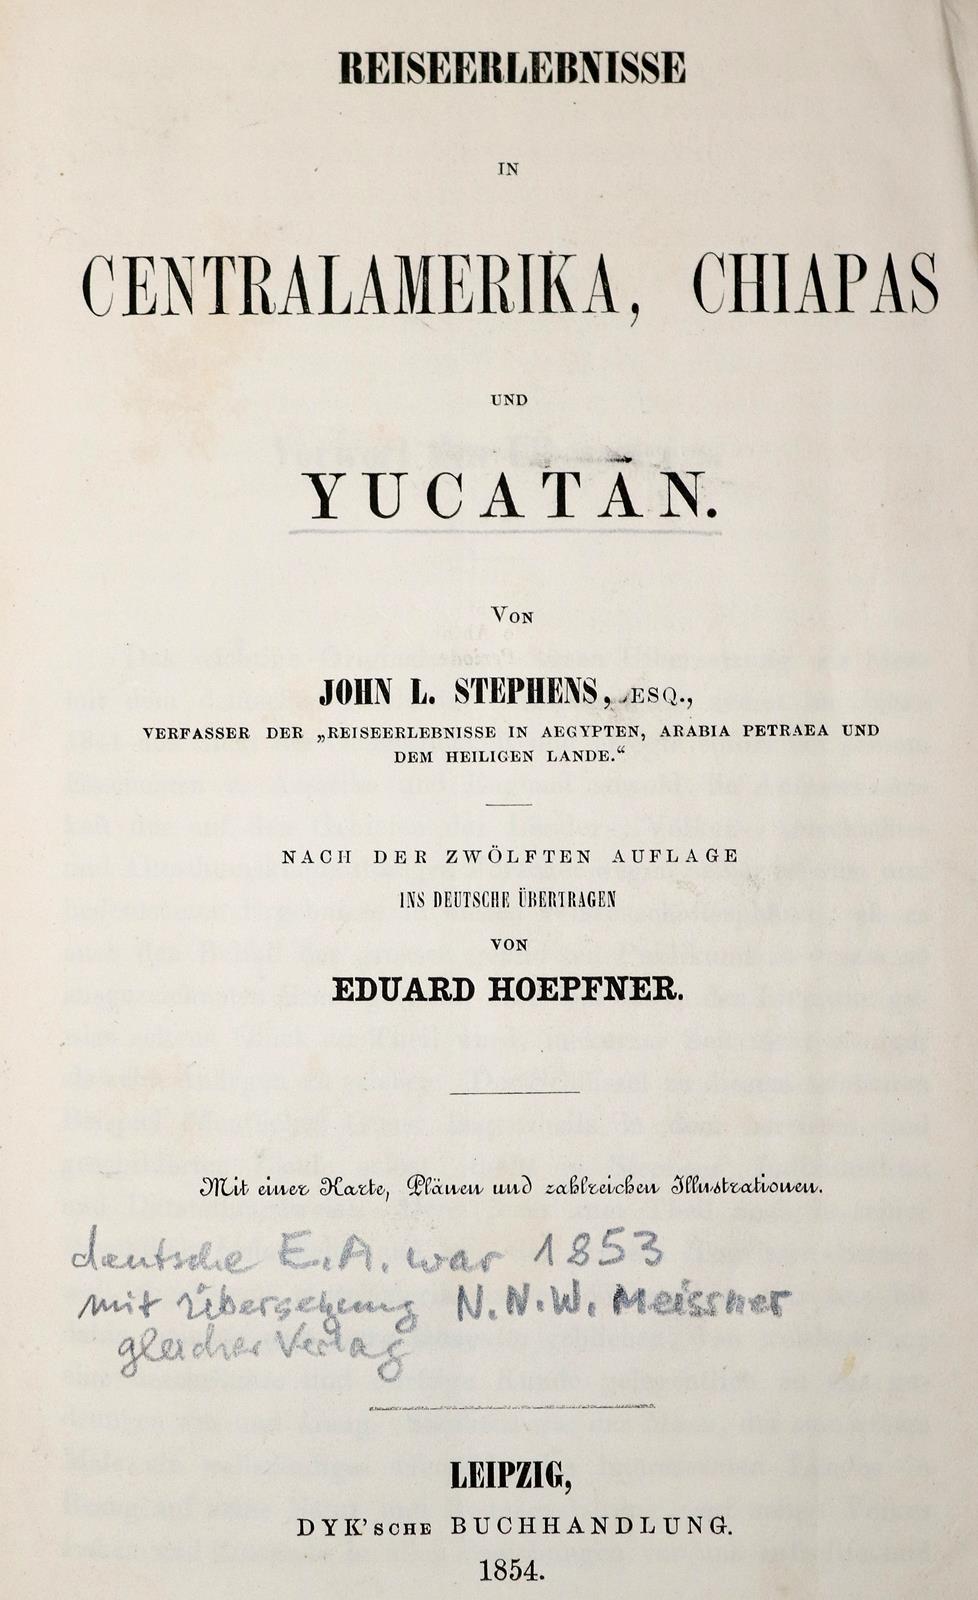 REISEERLEBNISSE
IN
CENTRALAMERIKA, CHIAPAS
UND
YUCATÁN.
VON
JOHN L. STEPHENS, ESQ.,
VERFASSER DER „REISEERLEBNISSE IN AEGYPTEN, ARABIA PETRAEA UND
DEM HEILIGEN LANDE.“
NACH DER ZWÖLFTEN AUFLAGE
INS DEUTSCHE ÜBERTRAGEN
VON
EDUARD HOEPFNER.
Mit einer Karte, Plänen und zahlreichen Illustrationen.
deutsche E.A. war 1853
mit Übersetzung N.N.W. Meissner
gleicher Verlag
LEIPZIG,
DYK'SCHE BUCHHANDLUNG.
1854.